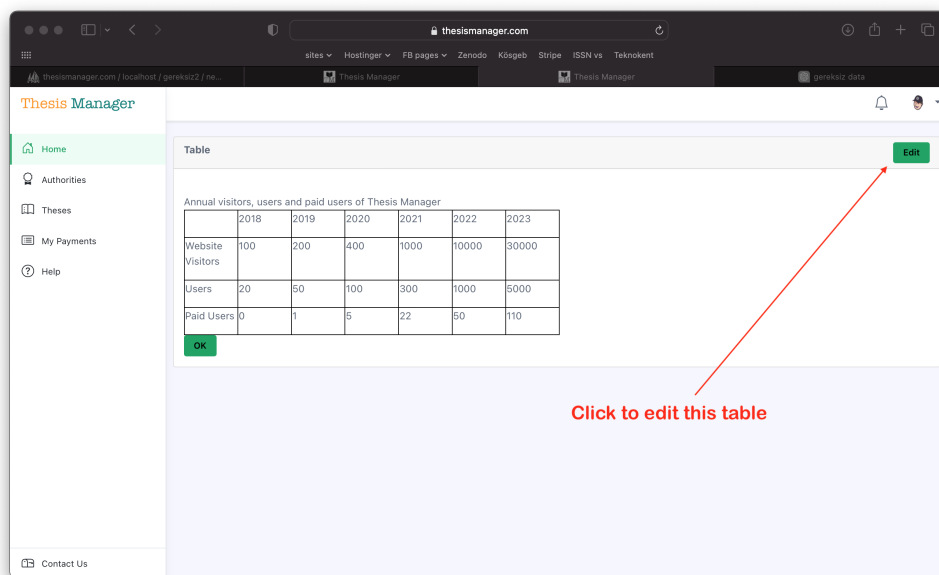 thesismanager.com
sites Hostinger FB pages Zenodo Kösgeb Stripe ISSN vs Teknokent
thesismanager.com / localhost / gereksiz2 / ne... Thesis Manager Thesis Manager gereksiz data
Thesis Manager
Home
Authorities
Theses
My Payments
Help
Contact Us
Table
Edit
Annual visitors, users and paid users of Thesis Manager
2018 2019 2020 2021 2022 2023
Website Visitors 100 200 400 1000 10000 30000
Users 20 50 100 300 1000 5000
Paid Users 0 1 5 22 50 110
OK
Click to edit this table